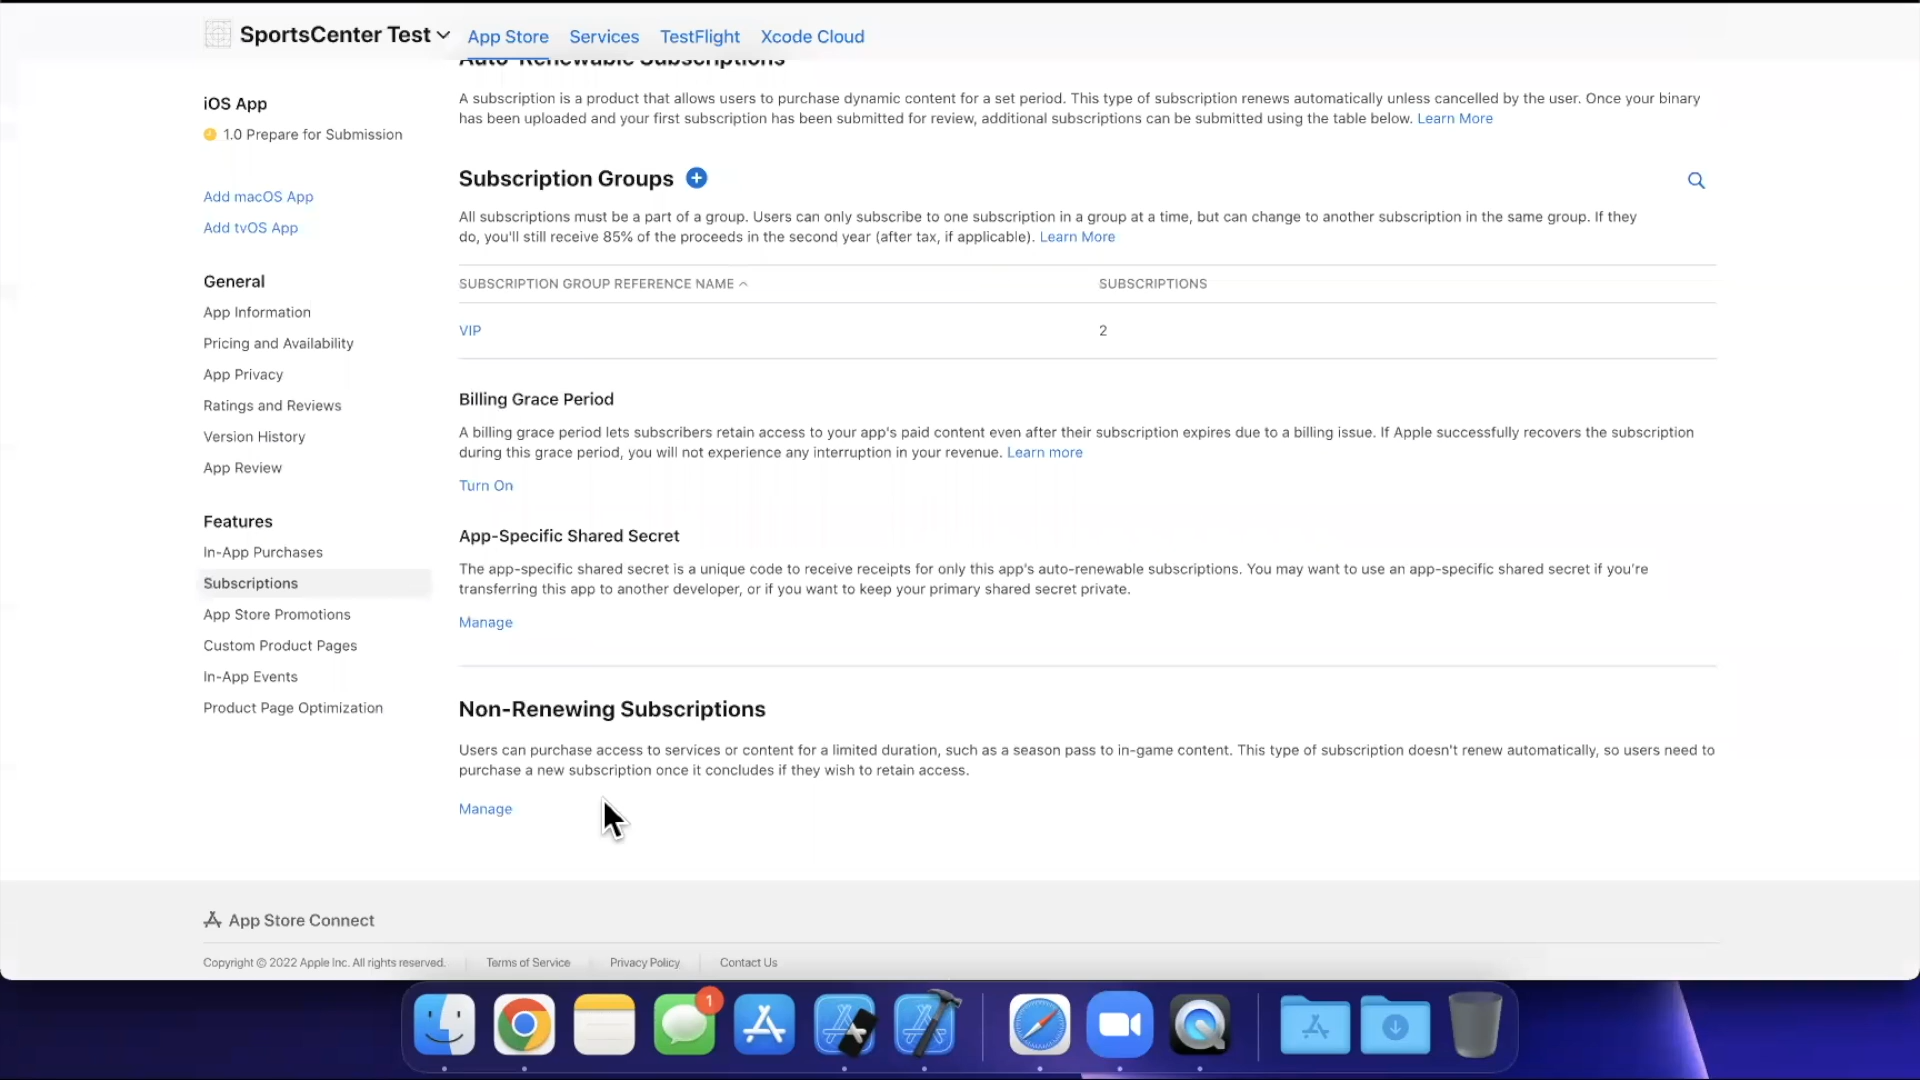 SportsCenter Test
App Store
Services
TestFlight
Xcode Cloud
iOS App
1.0 Prepare for Submission
Add macOS App
Add tvOS App
General
App Information
Pricing and Availability
App Privacy
Ratings and Reviews
Version History
App Review
Features
In-App Purchases
Subscriptions
App Store Promotions
Custom Product Pages
In-App Events
Product Page Optimization
Auto-Renewable Subscriptions
A subscription is a product that allows users to purchase dynamic content for a set period. This type of subscription renews automatically unless cancelled by the user. Once your binary
has been uploaded and your first subscription has been submitted for review, additional subscriptions can be submitted using the table below. Learn More
Subscription Groups
All subscriptions must be a part of a group. Users can only subscribe to one subscription in a group at a time, but can change to another subscription in the same group. If they
do, you'll still receive 85% of the proceeds in the second year (after tax, if applicable). Learn More
SUBSCRIPTION GROUP REFERENCE NAME
SUBSCRIPTIONS
VIP
2
Billing Grace Period
A billing grace period lets subscribers retain access to your app's paid content even after their subscription expires due to a billing issue. If Apple successfully recovers the subscription
during this grace period, you will not experience any interruption in your revenue. Learn more
Turn On
App-Specific Shared Secret
The app-specific shared secret is a unique code to receive receipts for only this app's auto-renewable subscriptions. You may want to use an app-specific shared secret if you're
transferring this app to another developer, or if you want to keep your primary shared secret private.
Manage
Non-Renewing Subscriptions
Users can purchase access to services or content for a limited duration, such as a season pass to in-game content. This type of subscription doesn't renew automatically, so users need to
purchase a new subscription once it concludes if they wish to retain access.
Manage
App Store Connect
Copyright © 2022 Apple Inc. All rights reserved.
Terms of Service
Privacy Policy
Contact Us
1